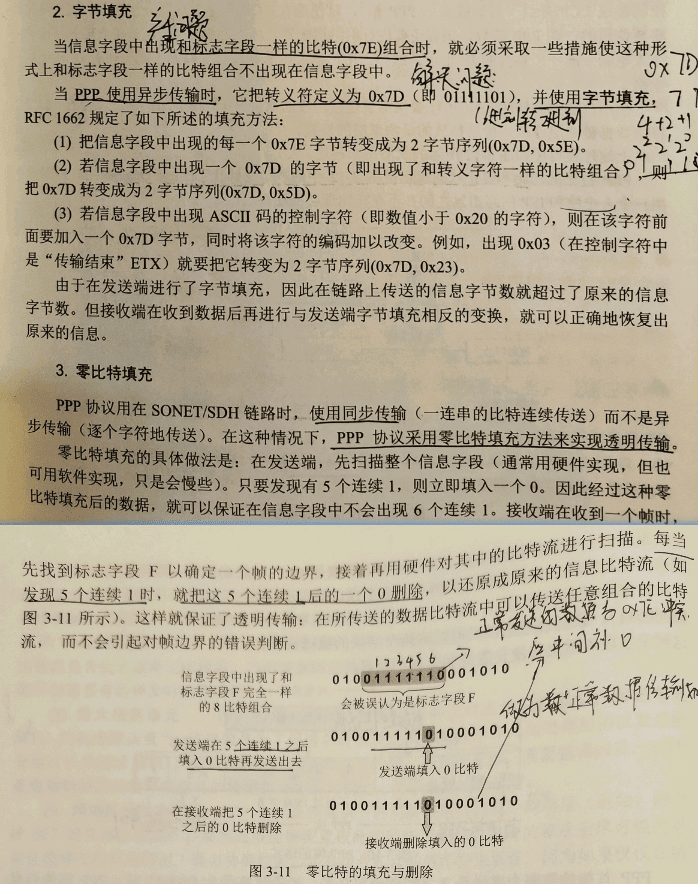 2. 字节填充
当信息字段中出现和标志字段一样的比特(0x7E)组合时，就必须采取一些措施使这种形
式上和标志字段一样的比特组合不出现在信息字段中。
解决问题
0x7D
当 PPP 使用异步传输时，它把转义符定义为 0x7D（即 01111101），并使用字节填充，
RFC 1662 规定了如下所述的填充方法：
4+2+1
(1) 把信息字段中出现的每一个 0x7E 字节转变成为 2 字节序列(0x7D, 0x5E)。
(2) 若信息字段中出现一个 0x7D 的字节（即出现了和转义字符一样的比特组合），则
把 0x7D 转变成为 2 字节序列(0x7D, 0x5D)。
(3) 若信息字段中出现 ASCII 码的控制字符（即数值小于 0x20 的字符），则在该字符前
面要加入一个 0x7D 字节，同时将该字符的编码加以改变。例如，出现 0x03（在控制字符中
是“传输结束”ETX）就要把它转变为 2 字节序列(0x7D, 0x23)。
由于在发送端进行了字节填充，因此在链路上传送的信息字节数就超过了原来的信息
字节数。但接收端在收到数据后再进行与发送端字节填充相反的变换，就可以正确地恢复出
原来的信息。
3. 零比特填充
PPP 协议用在 SONET/SDH 链路时，使用同步传输（一连串的比特连续传送）而不是异
步传输（逐个字符地传送）。在这种情况下，PPP 协议采用零比特填充方法来实现透明传输。
零比特填充的具体做法是：在发送端，先扫描整个信息字段（通常用硬件实现，但也
可用软件实现，只是会慢些）。只要发现有 5 个连续 1，则立即填入一个 0。因此经过这种零
比特填充后的数据，就可以保证在信息字段中不会出现 6 个连续 1。接收端在收到一个帧时，
先找到标志字段 F 以确定一个帧的边界，接着再用硬件对其中的比特流进行扫描。每当
发现 5 个连续 1 时，就把这 5 个连续 1 后的一个 0 删除，以还原成原来的信息比特流（如
图 3-11 所示）。这样就保证了透明传输：在所传送的数据比特流中可以传送任意组合的比特
流， 而不会引起对帧边界的错误判断。
正常发送的数据为 0x7E
中间补 0
123456
信息字段中出现了和
标志字段 F 完全一样
的 8 比特组合
01001111110001010
会被误认为是标志字段 F
正常数据传输
发送端在 5 个连续 1 之后
填入 0 比特再发送出去
010011111010001010
发送端填入 0 比特
在接收端把 5 个连续 1
之后的 0 比特删除
010011111010001010
接收端删除填入的 0 比特
图 3-11 零比特的填充与删除